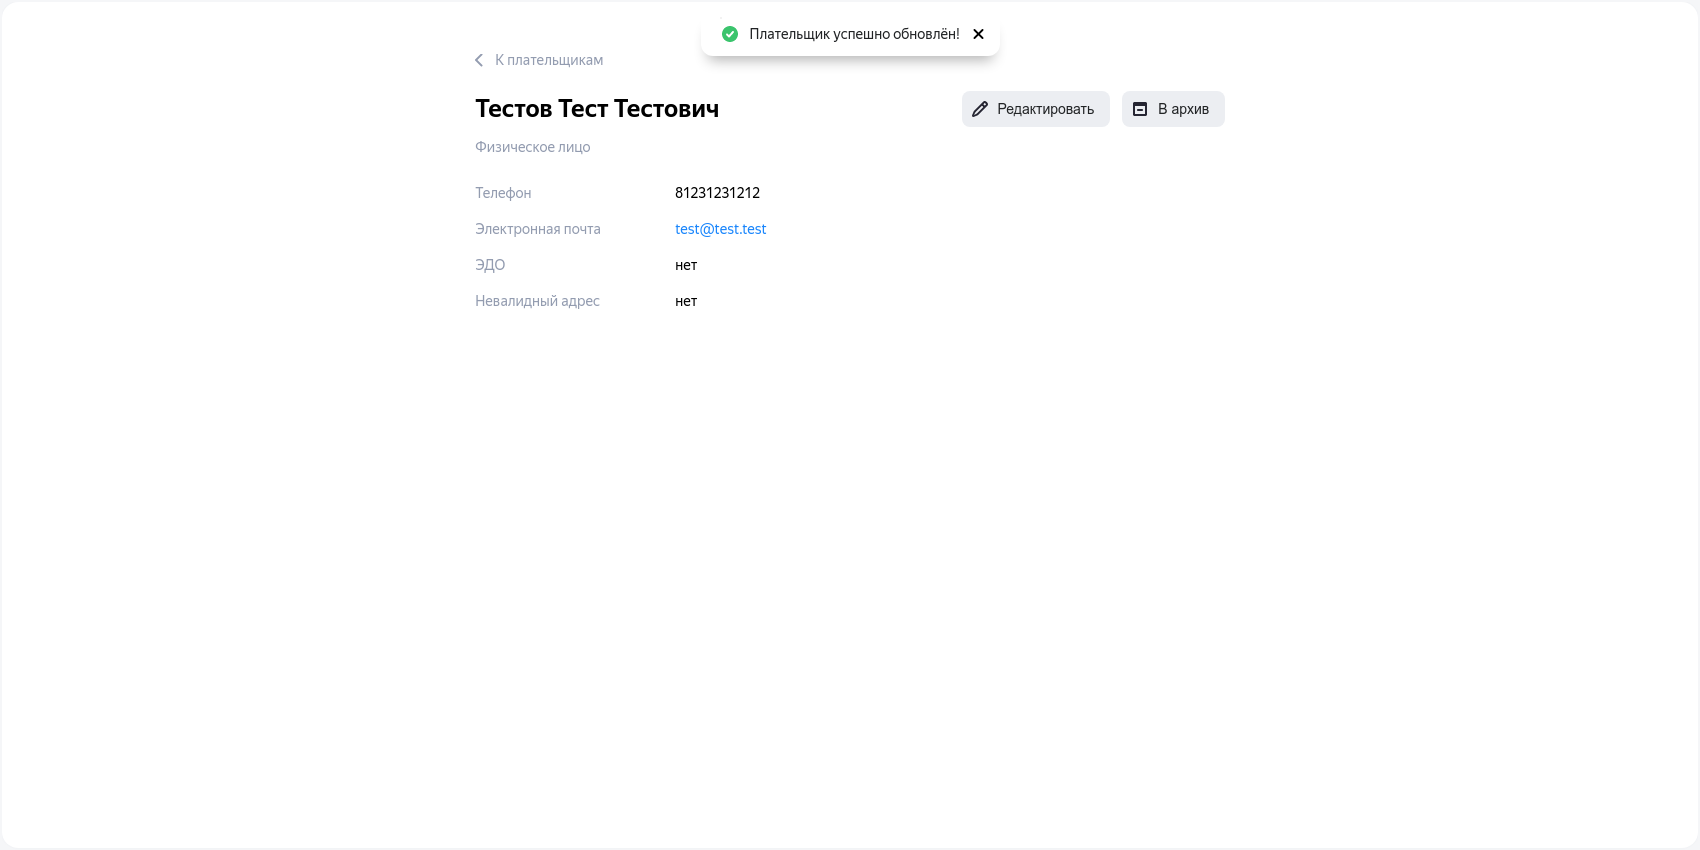 Плательщик успешно обновлён!
К плательщикам
Тестов Тест Тестович
Редактировать
В архив
Физическое лицо
Телефон 81231231212
Электронная почта test@test.test
ЭДО нет
Невалидный адрес нет